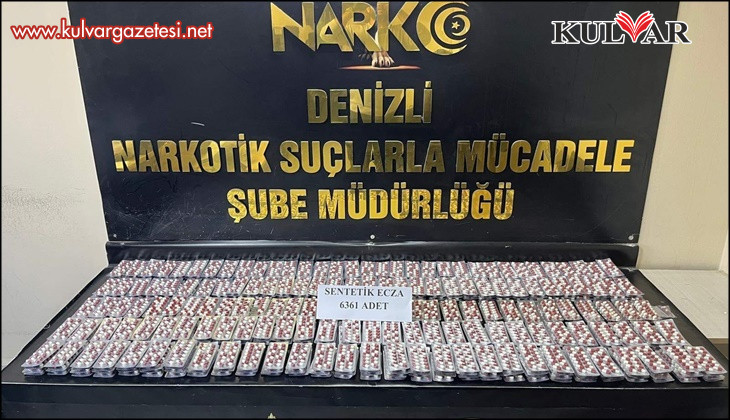 www.kulvargazetesi.net
KULVAR
NARKO
DENİZLİ
NARKOTİK SUÇLARLA MÜCADELE
ŞUBE MÜDÜRLÜĞÜ
SENTETİK ECZA
6361 ADET